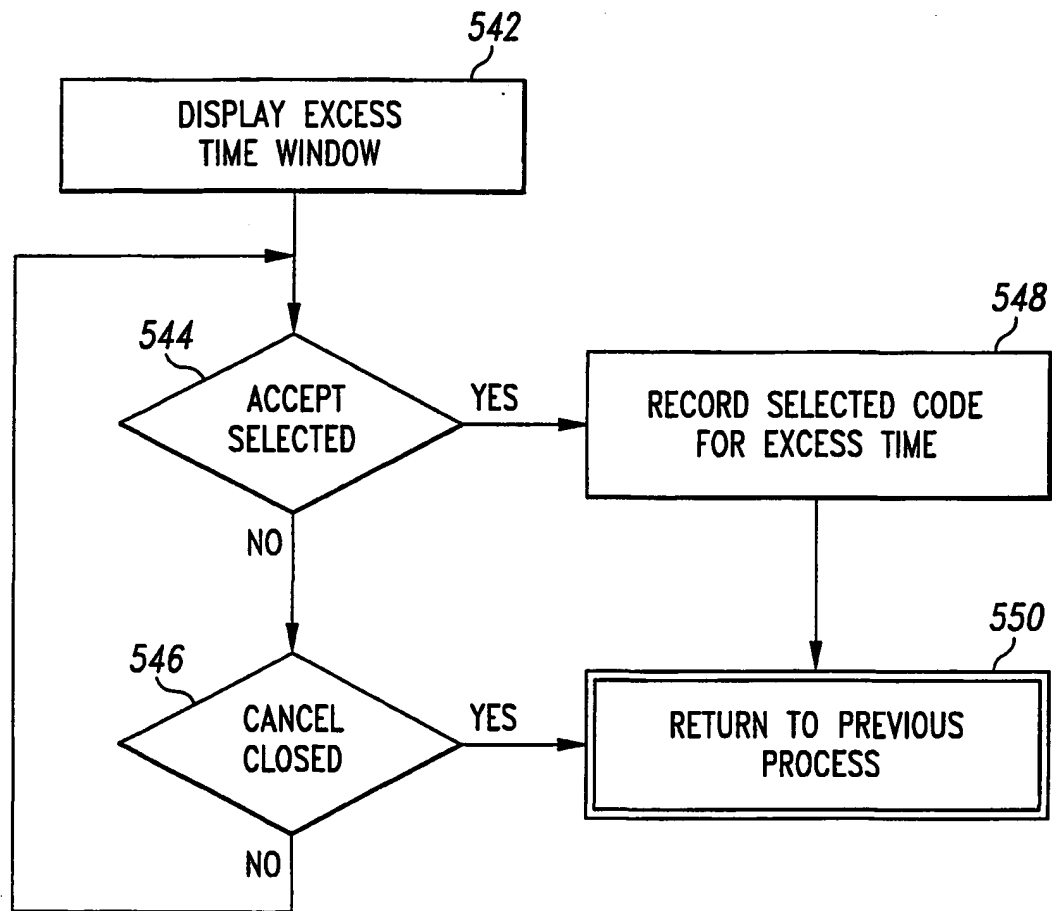 542
DISPLAY EXCESS
TIME WINDOW
544
ACCEPT
SELECTED
YES
NO
548
RECORD SELECTED CODE
FOR EXCESS TIME
546
CANCEL
CLOSED
YES
NO
550
RETURN TO PREVIOUS
PROCESS